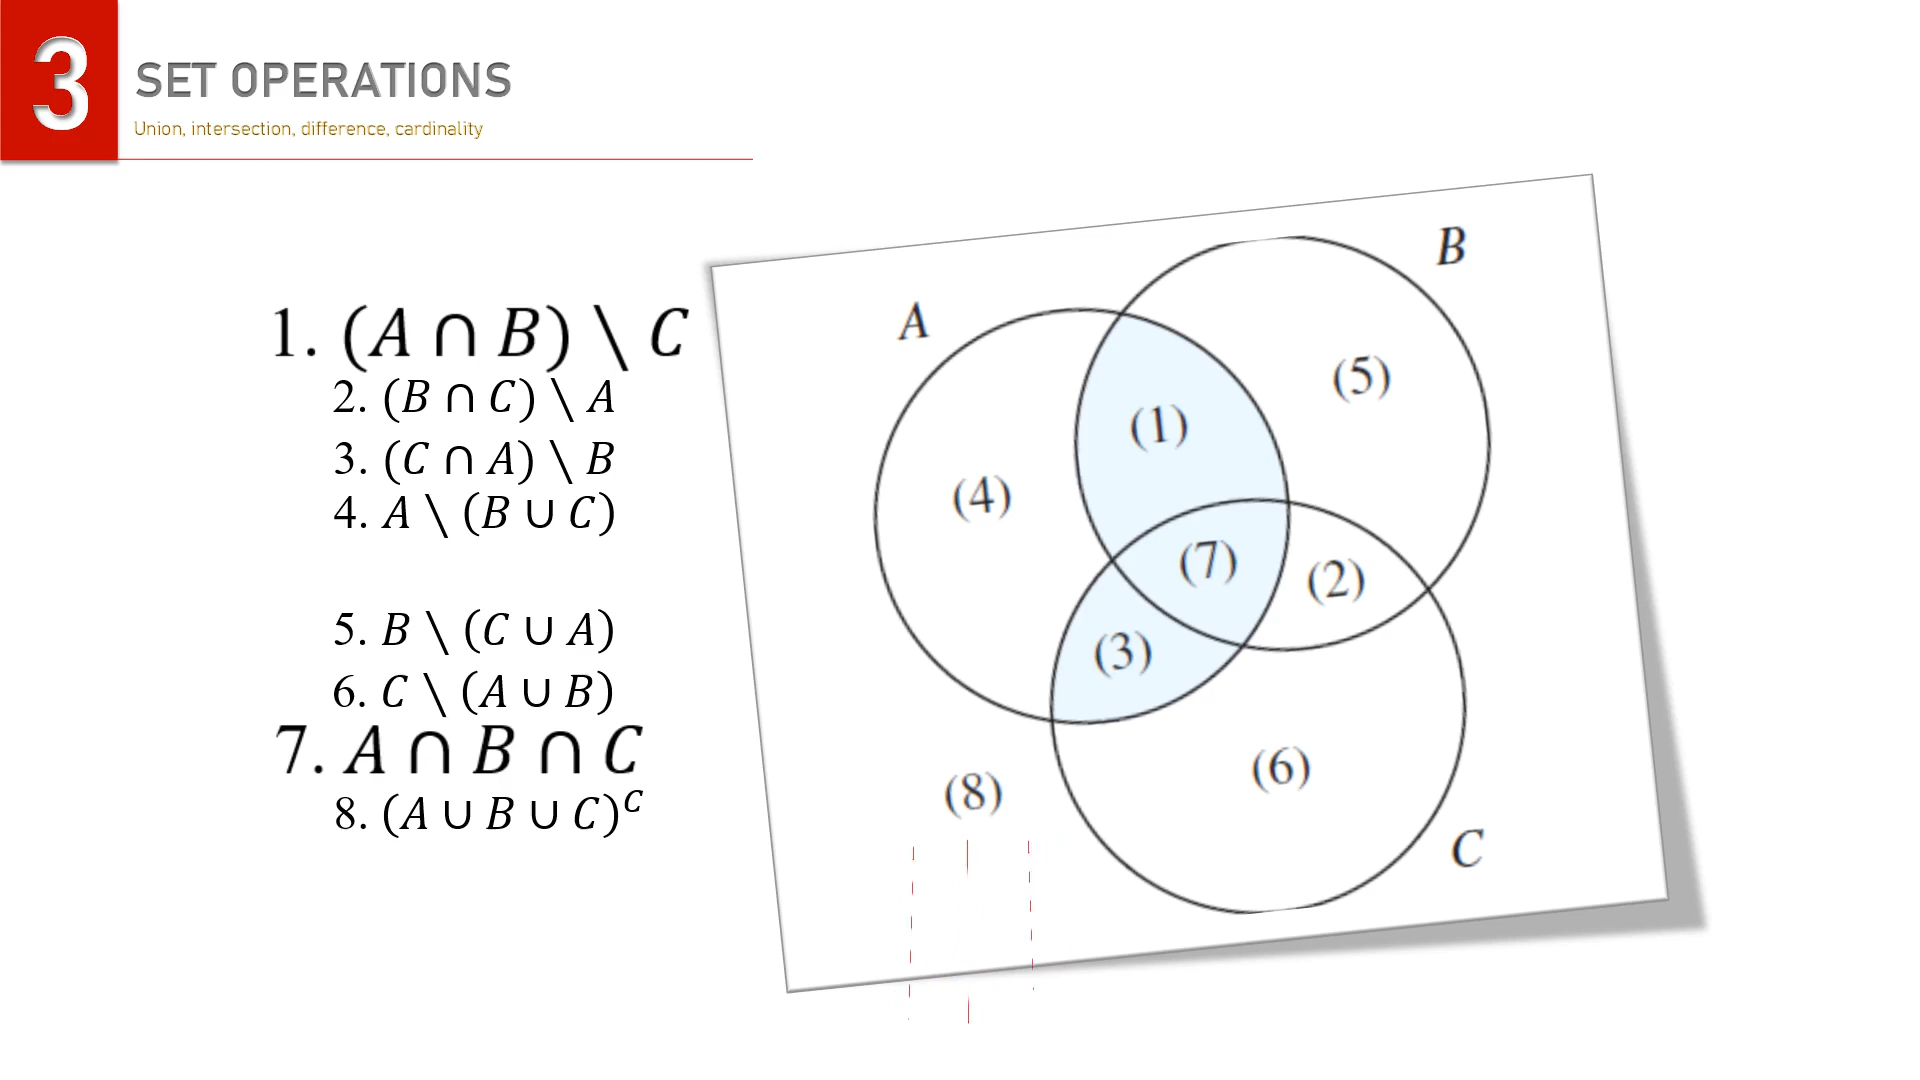 3
SET OPERATIONS
Union, intersection, difference, cardinality
1. (A ∩ B) \ C
2. (B ∩ C) \ A
3. (C ∩ A) \ B
4. A \ (B ∪ C)
5. B \ (C ∪ A)
6. C \ (A ∪ B)
7. A ∩ B ∩ C
8. (A ∪ B ∪ C)ᶜ
B
A
(5)
(1)
(4)
(7)
(2)
(3)
(6)
(8)
C